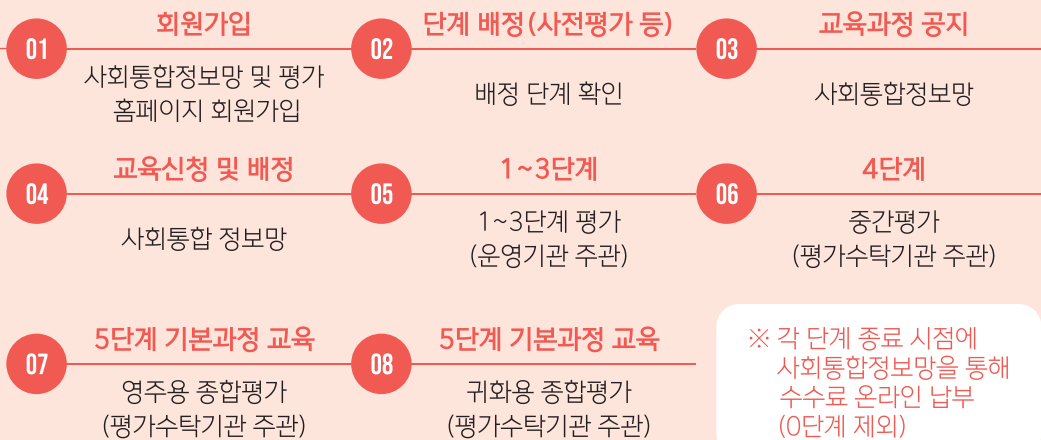 01
회원가입
사회통합정보망 및 평가
홈페이지 회원가입
02
단계 배정(사전평가 등)
배정 단계 확인
03
교육과정 공지
사회통합정보망
04
교육신청 및 배정
사회통합 정보망
05
1~3단계
1~3단계 평가
(운영기관 주관)
06
4단계
중간평가
(평가수탁기관 주관)
07
5단계 기본과정 교육
영주용 종합평가
(평가수탁기관 주관)
08
5단계 기본과정 교육
귀화용 종합평가
(평가수탁기관 주관)
※ 각 단계 종료 시점에
사회통합정보망을 통해
수수료 온라인 납부
(0단계 제외)